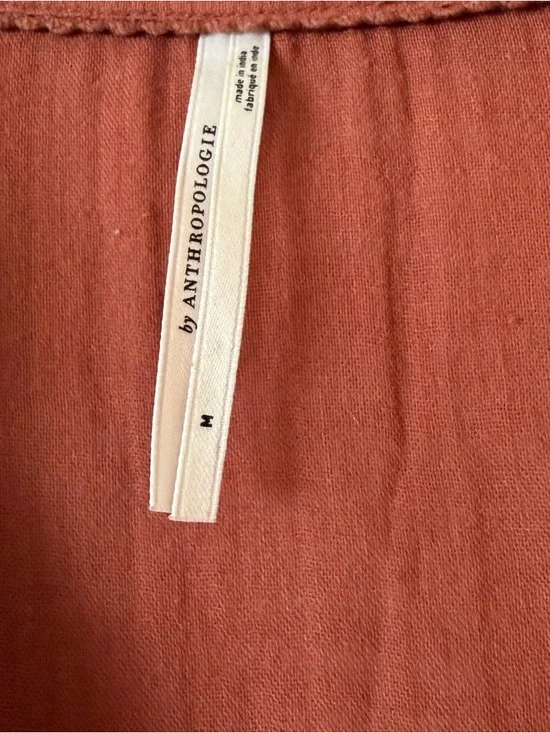 by ANTHROPOLOGIE
M
made in india
fabriqué en inde